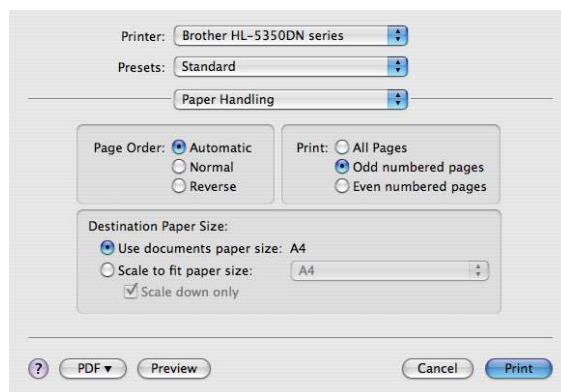 Printer: Brother HL-5350DN series
Presets: Standard
Paper Handling
Page Order: Automatic
Normal
Reverse
Print: All Pages
Odd numbered pages
Even numbered pages
Destination Paper Size:
Use documents paper size: A4
Scale to fit paper size: A4
Scale down only
? PDF▼ Preview Cancel Print